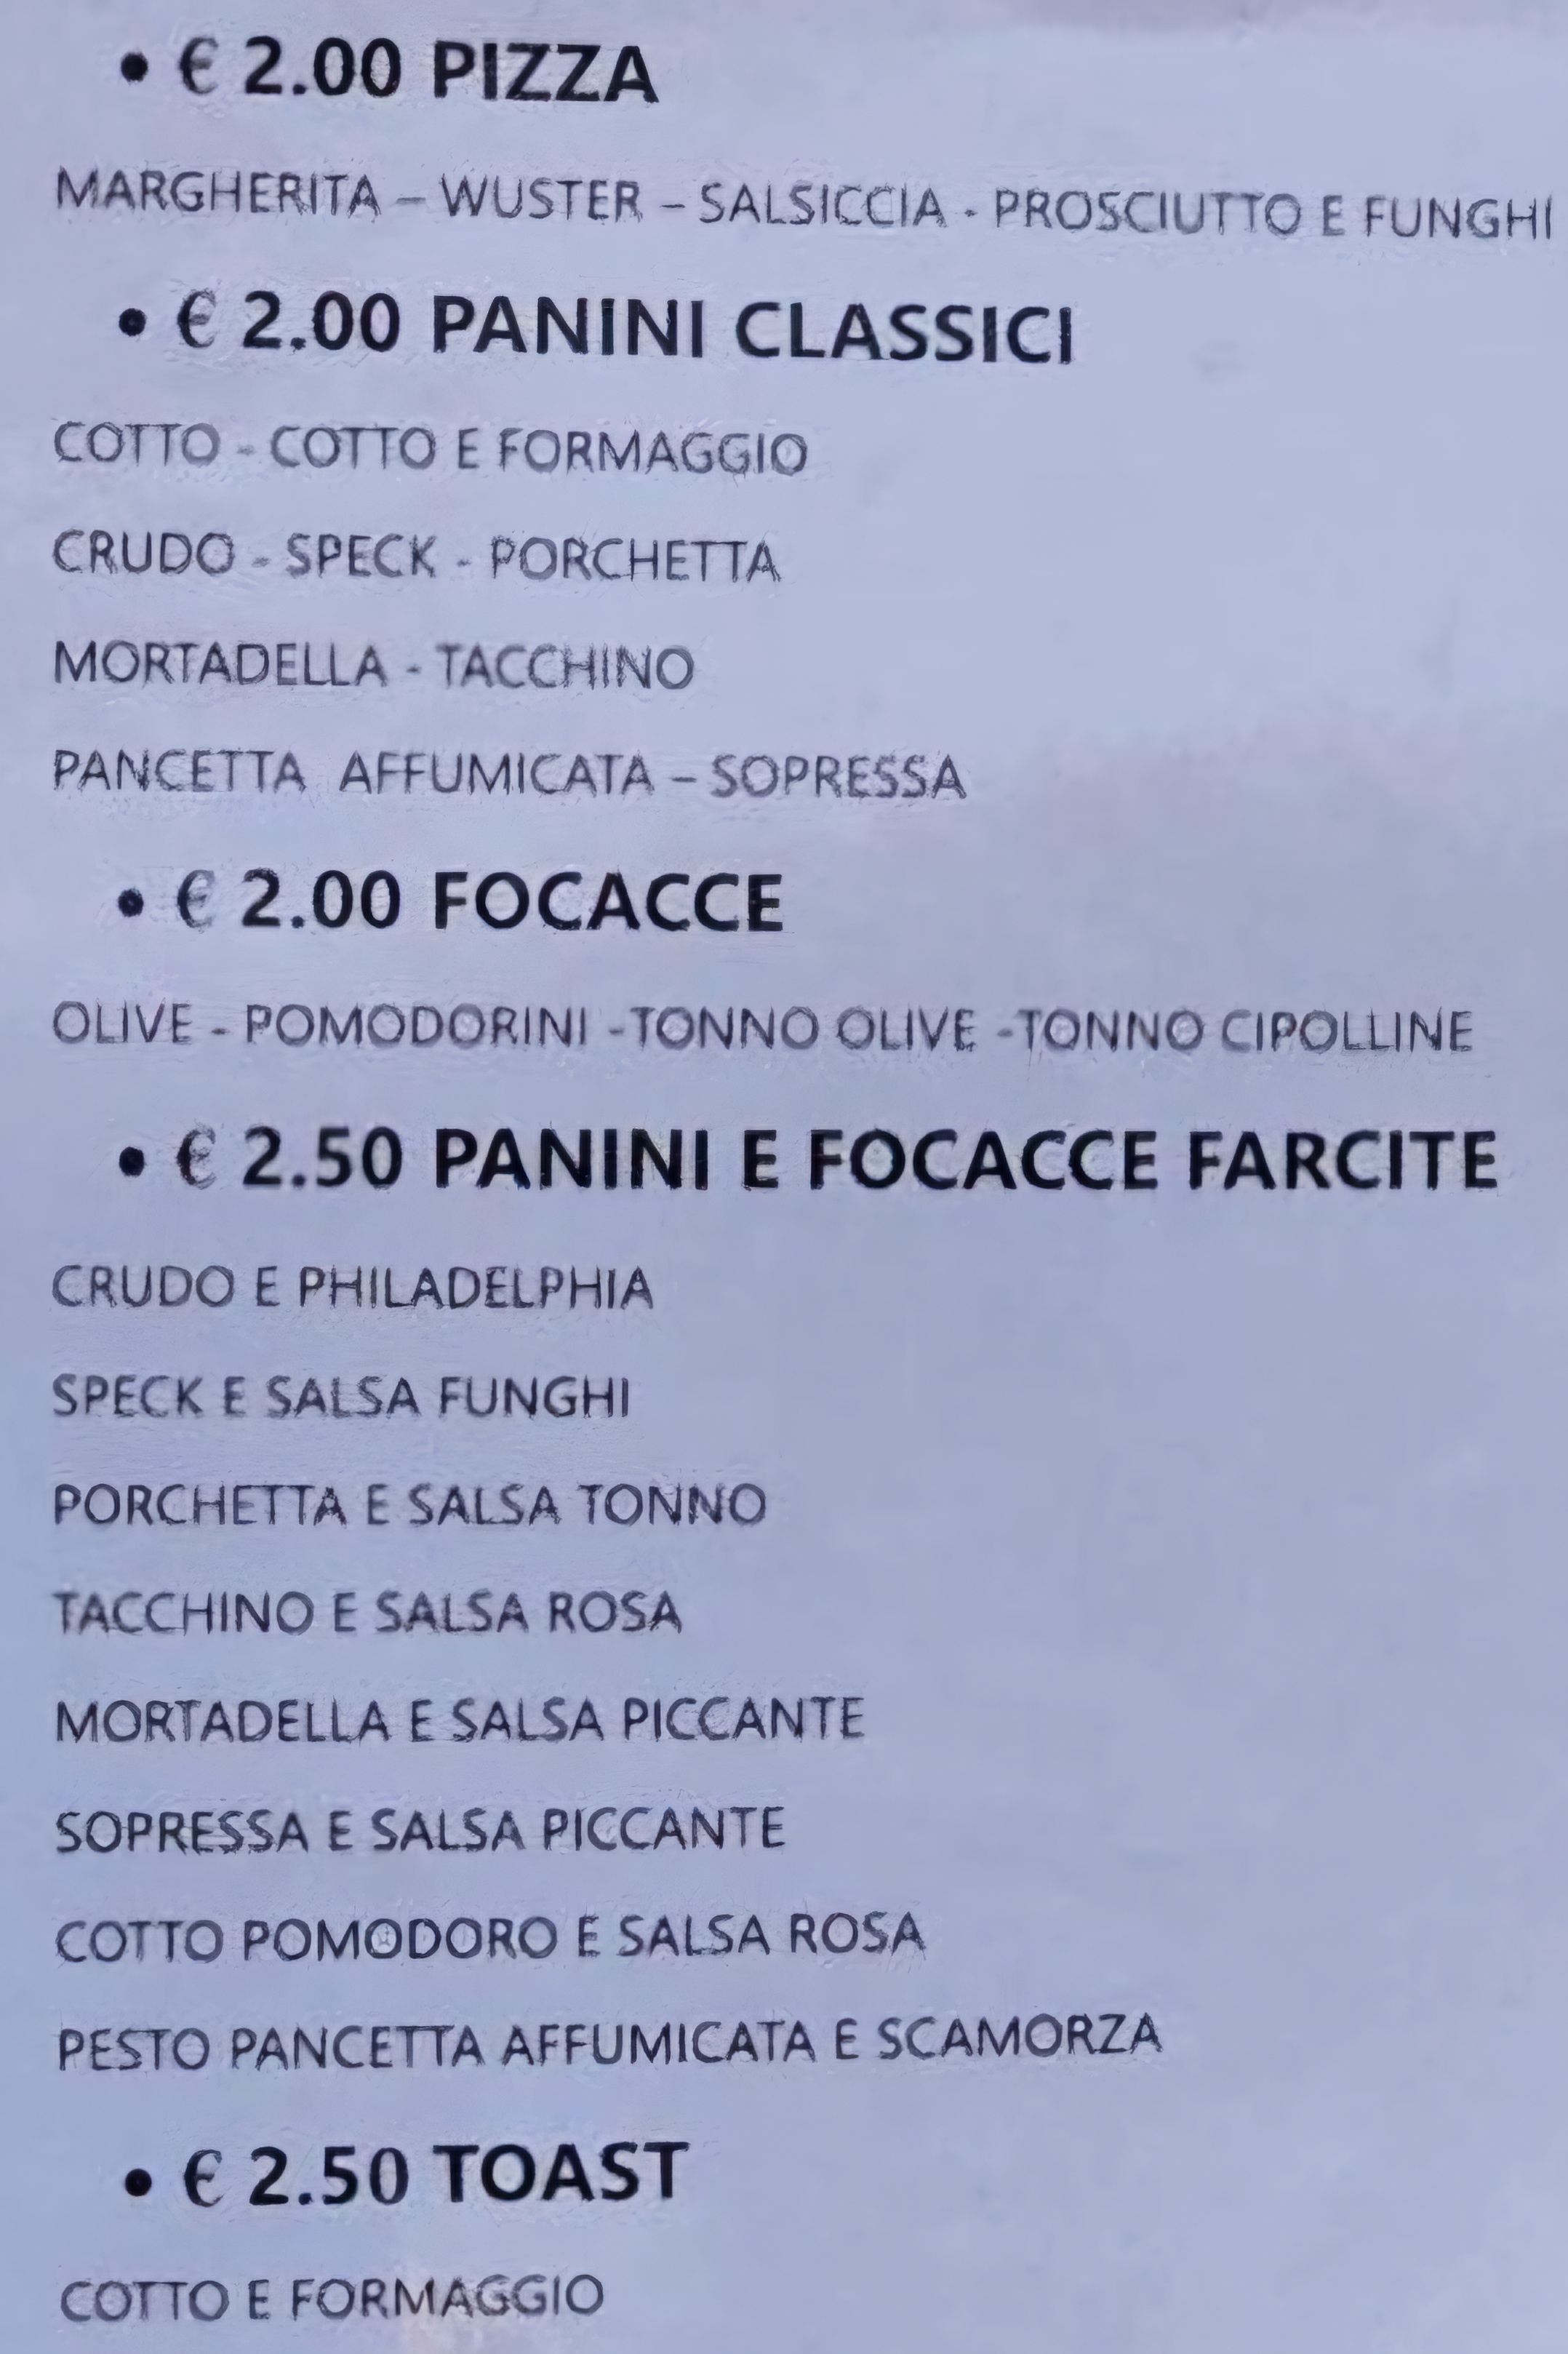 • € 2.00 PIZZA
MARGHERITA – WUSTER – SALSICCIA - PROSCIUTTO E FUNGHI
• € 2.00 PANINI CLASSICI
COTTO - COTTO E FORMAGGIO
CRUDO - SPECK - PORCHETTA
MORTADELLA - TACCHINO
PANCETTA AFFUMICATA – SOPRESSA
• € 2.00 FOCACCE
OLIVE - POMODORINI -TONNO OLIVE -TONNO CIPOLLINE
• € 2.50 PANINI E FOCACCE FARCITE
CRUDO E PHILADELPHIA
SPECK E SALSA FUNGHI
PORCHETTA E SALSA TONNO
TACCHINO E SALSA ROSA
MORTADELLA E SALSA PICCANTE
SOPRESSA E SALSA PICCANTE
COTTO POMODORO E SALSA ROSA
PESTO PANCETTA AFFUMICATA E SCAMORZA
• € 2.50 TOAST
COTTO E FORMAGGIO